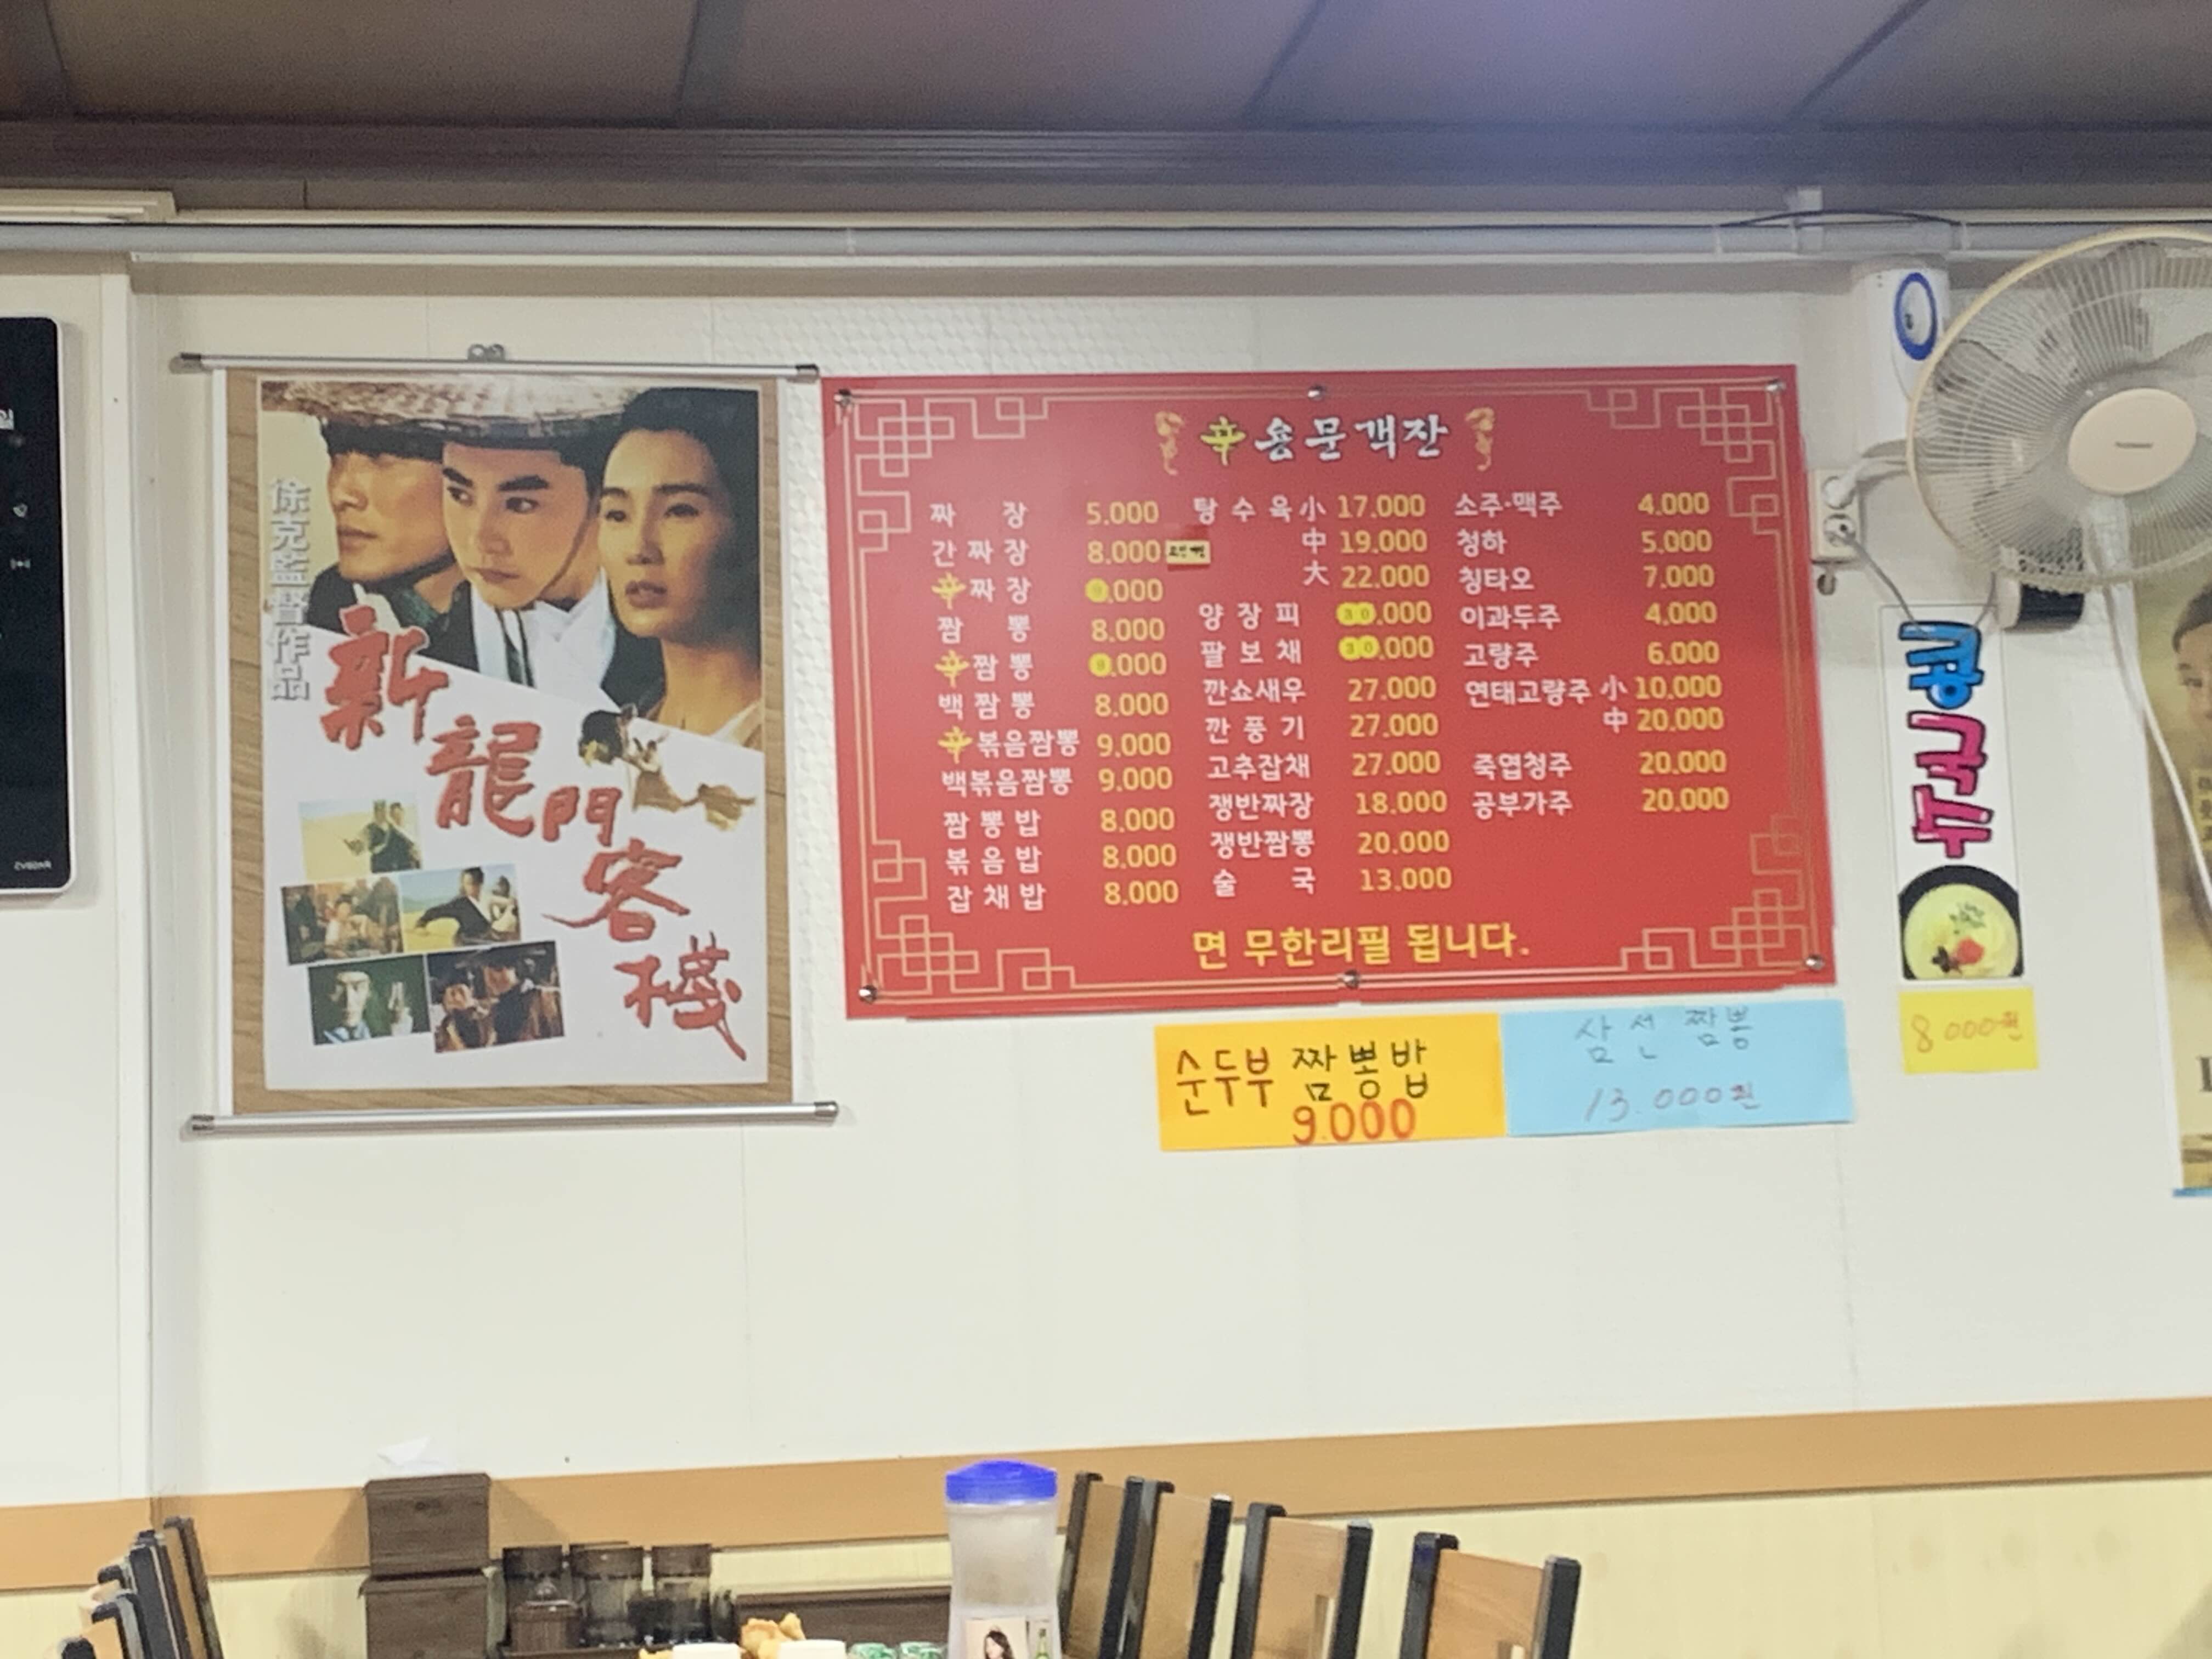 徐克監督作品
新龍門客棧
辛용문객잔
짜 장 5.000
간 짜 장 8.000
辛짜 장 9.000
짬 뽕 8.000
辛짬 뽕 9.000
백 짬 뽕 8.000
辛볶음짬뽕 9.000
백볶음짬뽕 9.000
짬 뽕 밥 8.000
볶 음 밥 8.000
잡 채 밥 8.000
탕 수 육 小 17.000
中 19.000
大 22.000
양 장 피 30.000
팔 보 채 30.000
깐쇼새우 27.000
깐 풍 기 27.000
고추잡채 27.000
쟁반짜장 18.000
쟁반짬뽕 20.000
술 국 13.000
소주·맥주 4.000
청하 5.000
칭타오 7.000
이과두주 4.000
고량주 6.000
연태고량주 小 10.000
中 20.000
죽엽청주 20.000
공부가주 20.000
면 무한리필 됩니다.
순두부 짬뽕밥
9.000
삼선 짬뽕
13.000원
콩국수
8000원